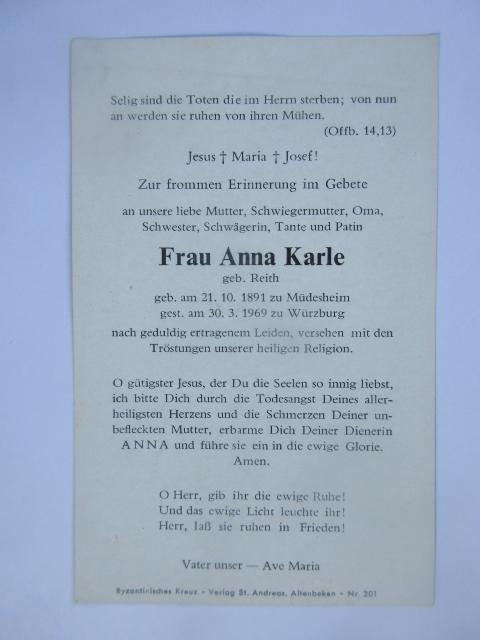 Selig sind die Toten die im Herrn sterben; von nun
an werden sie ruhen von ihren Mühen.
(Offb. 14,13)
Jesus † Maria † Josef!
Zur frommen Erinnerung im Gebete
an unsere liebe Mutter, Schwiegermutter, Oma,
Schwester, Schwägerin, Tante und Patin
Frau Anna Karle
geb. Reith
geb. am 21. 10. 1891 zu Müdesheim
gest. am 30. 3. 1969 zu Würzburg
nach geduldig ertragenem Leiden, versehen mit den
Tröstungen unserer heiligen Religion.
O gütigster Jesus, der Du die Seelen so innig liebst,
ich bitte Dich durch die Todesangst Deines aller-
heiligsten Herzens und die Schmerzen Deiner un-
befleckten Mutter, erbarme Dich Deiner Dienerin
ANNA und führe sie ein in die ewige Glorie.
Amen.
O Herr, gib ihr die ewige Ruhe!
Und das ewige Licht leuchte ihr!
Herr, laß sie ruhen in Frieden!
Vater unser — Ave Maria
Byzantinisches Kreuz • Verlag St. Andreas, Altenbeken • Nr. 201